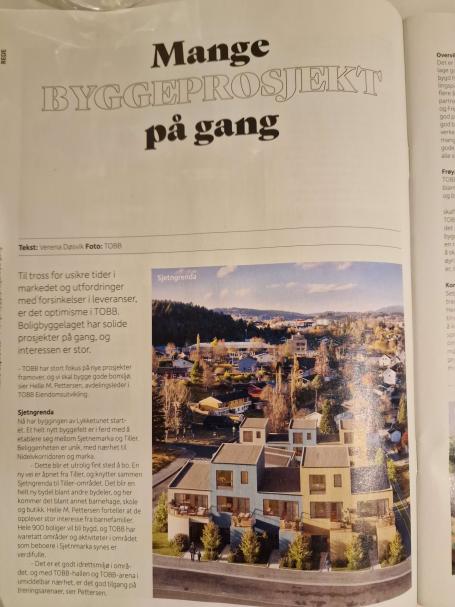 REDE
Mange
BYGGEPROSJEKT
på gang
Tekst: Verena Døsvik Foto: TOBB
Til tross for usikre tider i
markedet og utfordringer
med forsinkelser i leveranser,
er det optimisme i TOBB.
Boligbyggelaget har solide
prosjekter på gang, og
interessen er stor.
- TOBB har stort fokus på nye prosjekter
framover, og vi skal bygge gode bomiljø,
sier Helle M. Pettersen, avdelingsleder i
TOBB Eiendomsutvikling.
Sjetngrenda
Nå har byggingen av Lykketunet start-
et. Et helt nytt byggefelt er i ferd med å
etablere seg mellom Sjetnemarka og Tiller.
Beliggenheten er unik, med nærhet til
Nidelvkorridoren og marka.
- Dette blir et utrolig fint sted å bo. En
ny vei er åpnet fra Tiller, og knytter sammen
Sjetngrenda til Tiller-området. Det blir en
helt ny bydel blant andre bydeler, og her
kommer det blant annet barnehage, skole
og butikk. Helle M. Pettersen forteller at de
opplever stor interesse fra barnefamilier.
Hele 900 boliger vil bli bygd, og TOBB har
ivaretatt områder og aktiviteter i området
som beboere i Sjetnmarka synes er
verdifulle.
- Det er et godt idrettsmiljø i områ-
det, og med TOBB-hallen og TOBB-arena i
umiddelbar nærhet, er det god tilgang på
treningsarenaer, sier Pettersen.
Sjetngrenda